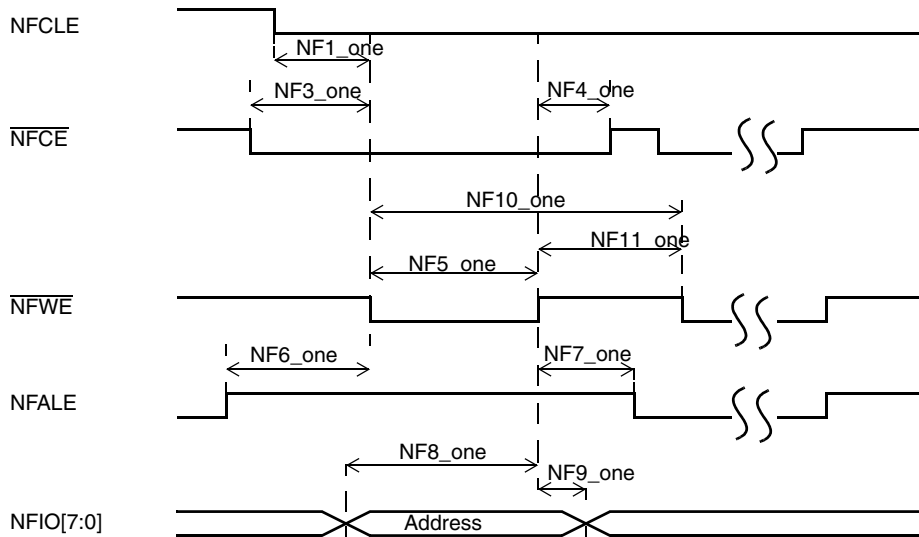 NFCLE
NF1_one
NF3_one
NF4_one
NFCE
NF10_one
NF11_one
NF5_one
NFWE
NF6_one
NF7_one
NFALE
NF8_one
NF9_one
NFIO[7:0]
Address